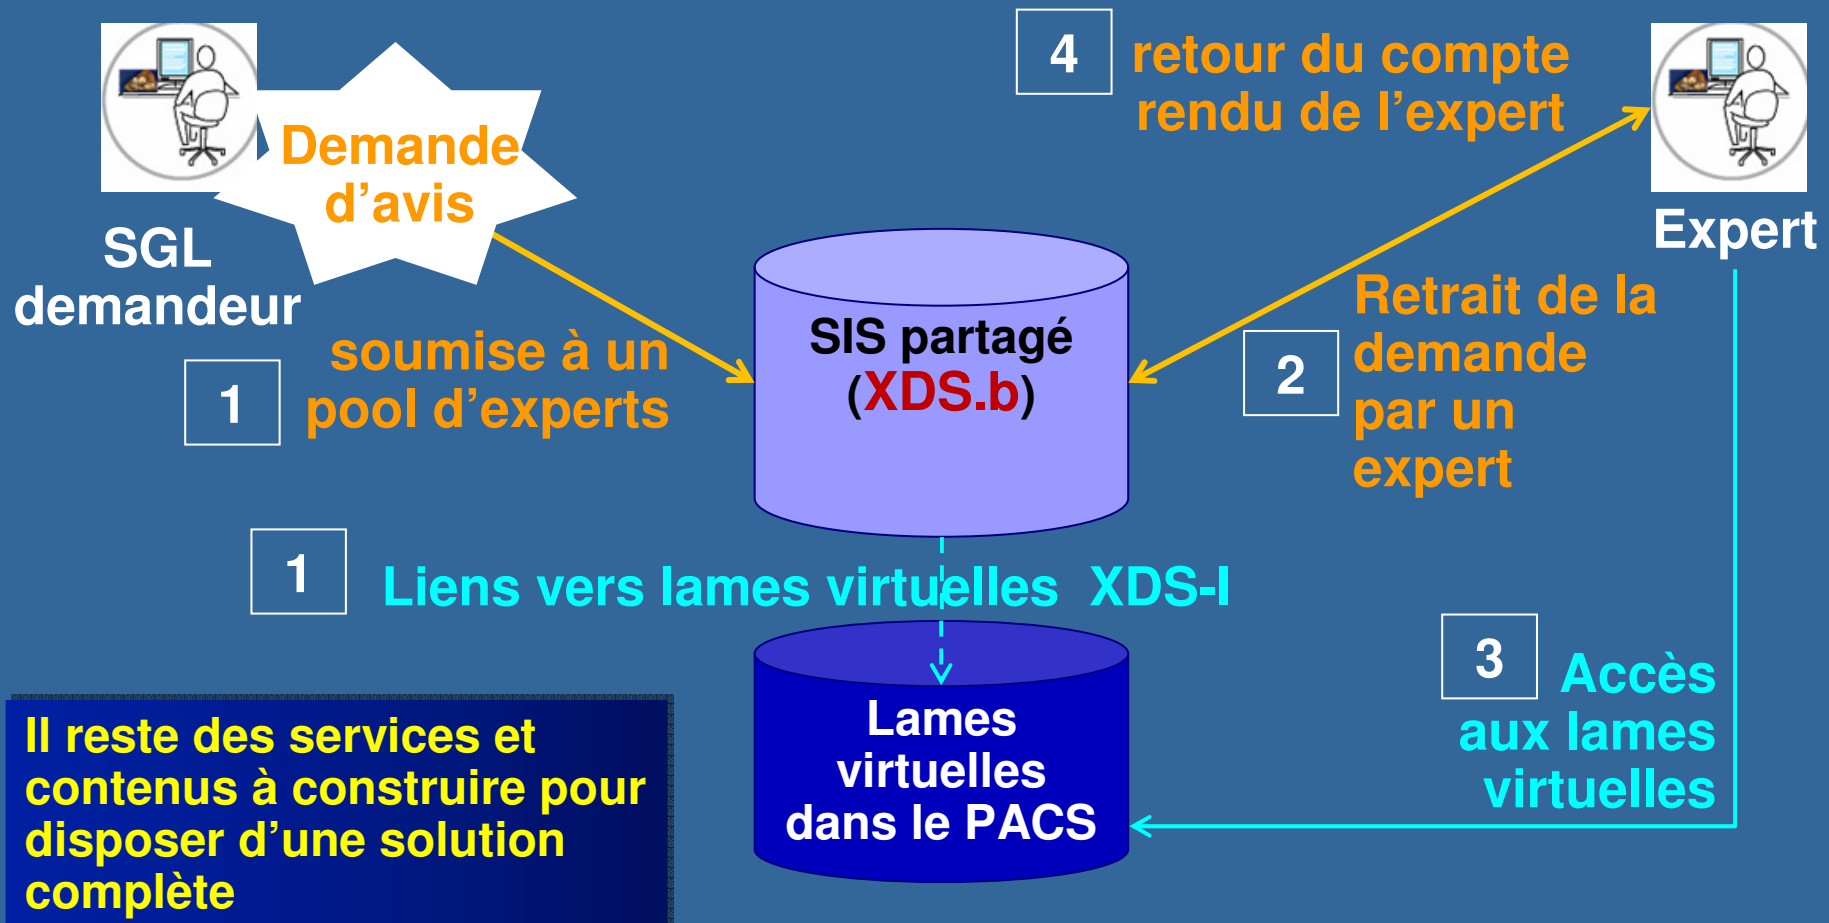 Demande
d’avis
SGL
demandeur
1
soumise à un
pool d’experts
SIS partagé
(XDS.b)
4
retour du compte
rendu de l’expert
Expert
2
Retrait de la
demande
par un
expert
1
Liens vers lames virtuelles XDS-I
Lames
virtuelles
dans le PACS
3
Accès
aux lames
virtuelles
Il reste des services et
contenus à construire pour
disposer d’une solution
complète